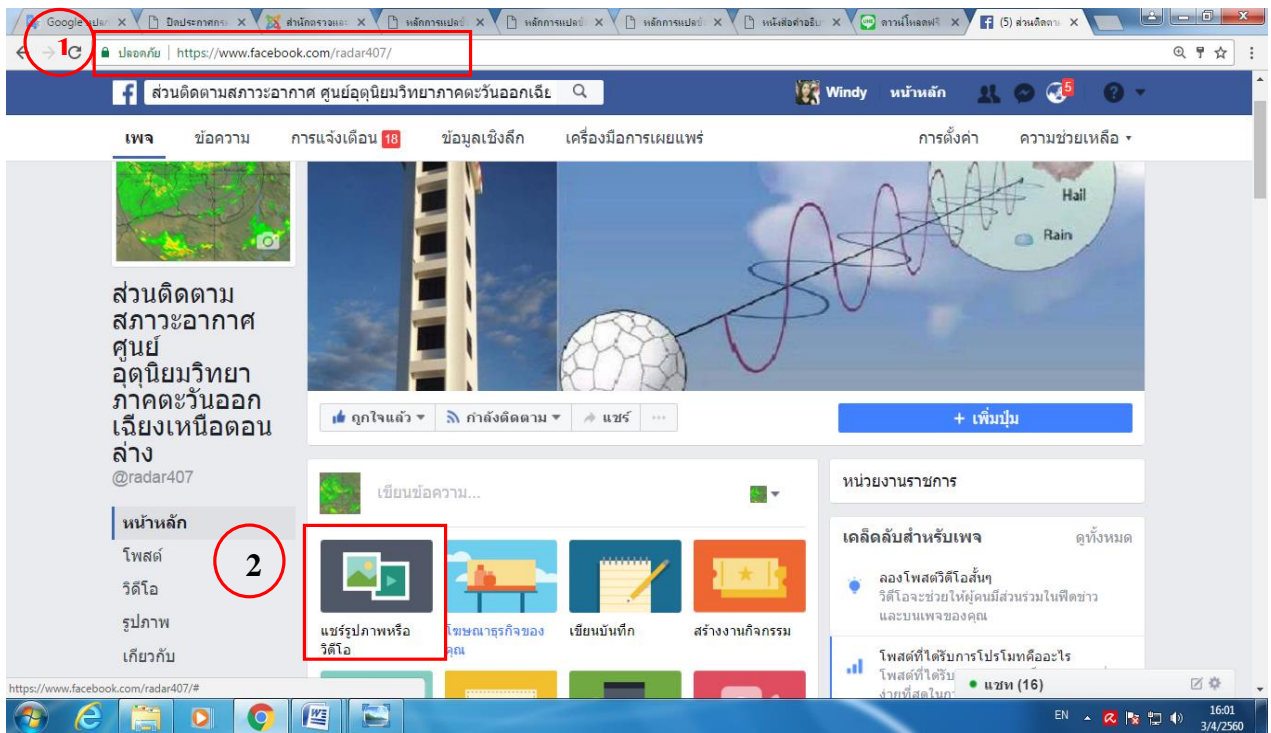 Google
ปิดประกาศกระ
สำนักตรวจและ
หลักการแปลข้
หลักการแปลข้
หลักการแปลข้
หนังสือคำอธิบ
ดาวน์โหลดฟรี
(5) ส่วนติดตาม
1
ปลอดภัย | https://www.facebook.com/radar407/
ส่วนติดตามสภาวะอากาศ ศูนย์อุตุนิยมวิทยาภาคตะวันออกเฉีย
Windy หน้าหลัก 5
เพจ ข้อความ การแจ้งเตือน 18 ข้อมูลเชิงลึก เครื่องมือการเผยแพร่ การตั้งค่า ความช่วยเหลือ
Hail
Rain
ส่วนติดตาม
สภาวะอากาศ
ศูนย์
อุตุนิยมวิทยา
ภาคตะวันออก
เฉียงเหนือตอน
ล่าง
@radar407
หน้าหลัก
โพสต์
วิดีโอ
รูปภาพ
เกี่ยวกับ
2
ถูกใจแล้ว กำลังติดตาม แชร์ ...
+ เพิ่มปุ่ม
เขียนข้อความ...
แชร์รูปภาพหรือ
วิดีโอ
โฆษณาธุรกิจของ
คุณ
เขียนบันทึก
สร้างงานกิจกรรม
หน่วยงานราชการ
เคล็ดลับสำหรับเพจ ดูทั้งหมด
ลองโพสต์วิดีโอสั้นๆ
วิดีโอจะช่วยให้ผู้คนมีส่วนร่วมในฟีดข่าว
และบนเพจของคุณ
โพสต์ที่ได้รับการโปรโมทคืออะไร
โพสต์ที่ได้รับ
ง่ายที่สุดในก
แชท (16)
https://www.facebook.com/radar407/#
EN
16:01
3/4/2560